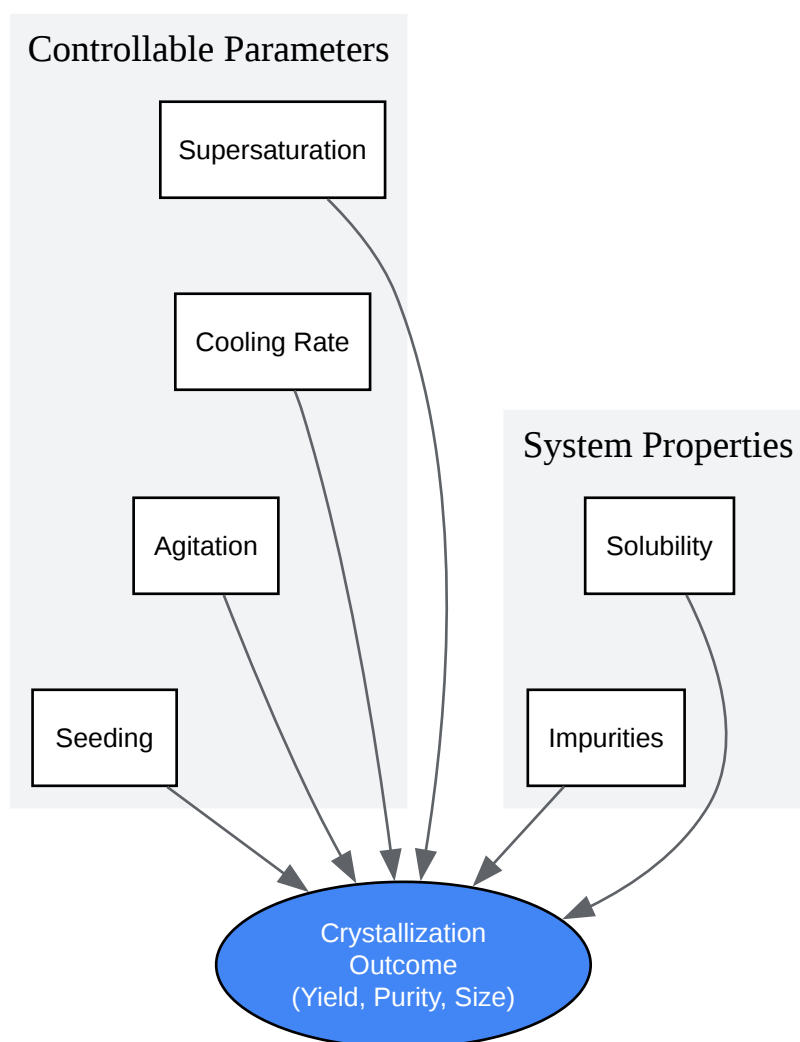 Controllable Parameters
Supersaturation
Cooling Rate
Agitation
Seeding
System Properties
Solubility
Impurities
Crystallization
Outcome
(Yield, Purity, Size)